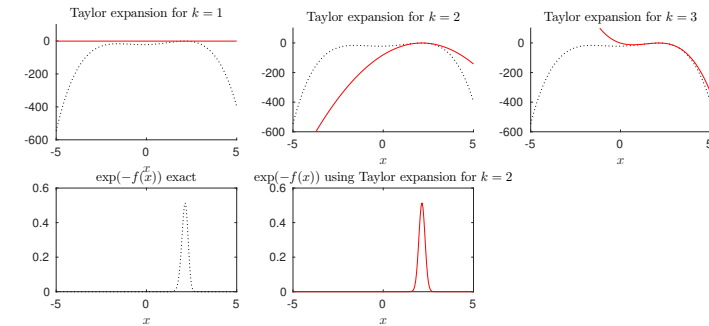 Taylor expansion for k = 1
0
-200
-400
-600
-5 0 5
x
Taylor expansion for k = 2
0
-200
-400
-600
-5 0 5
x
Taylor expansion for k = 3
0
-200
-400
-600
-5 0 5
x
exp(−f(x)) exact
0.6
0.4
0.2
0
-5 0 5
x
exp(−f(x)) using Taylor expansion for k = 2
0.6
0.4
0.2
0
-5 0 5
x